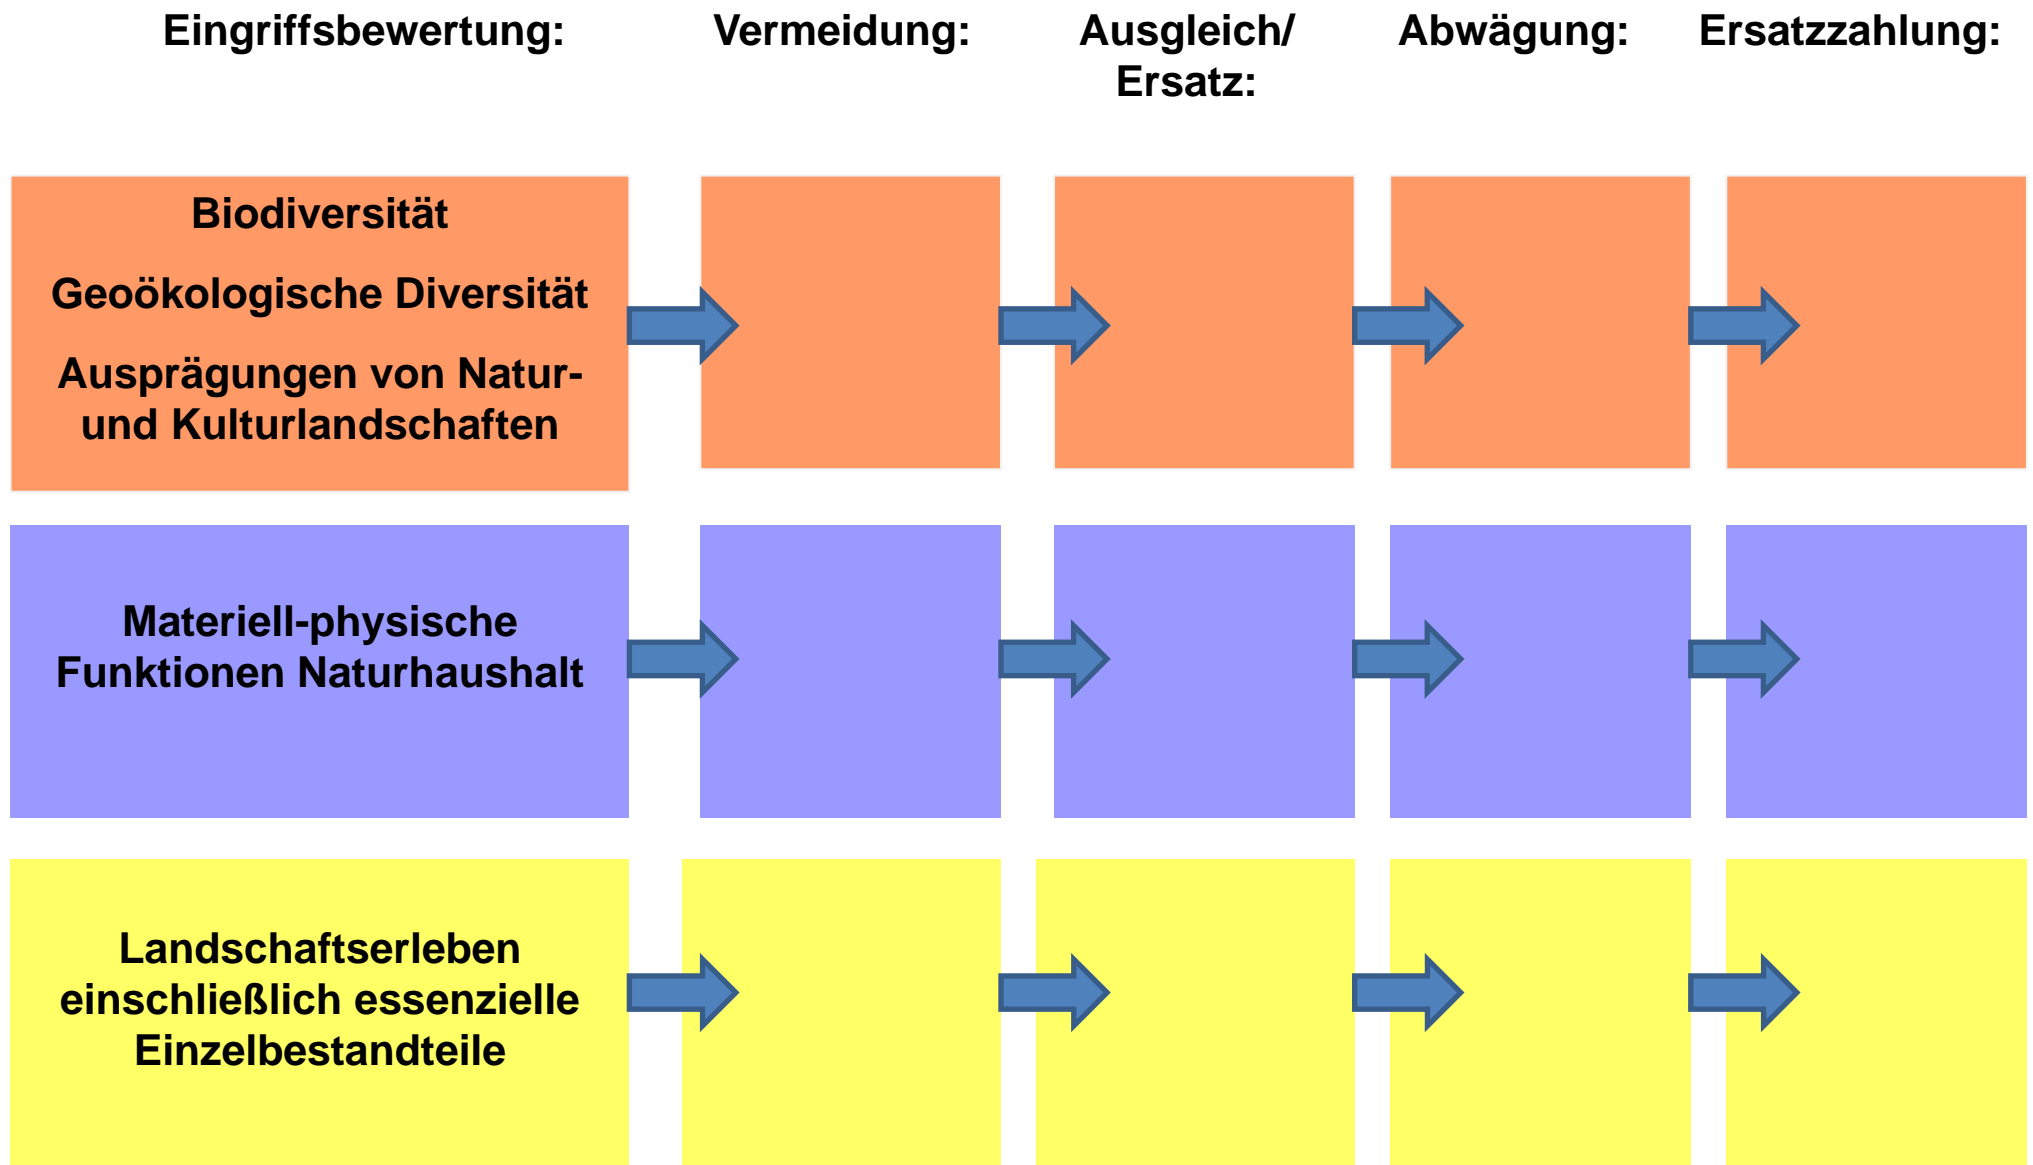 Eingriffsbewertung:
Vermeidung:
Ausgleich/
Ersatz:
Abwägung:
Ersatzzahlung:
Biodiversität
Geoökologische Diversität
Ausprägungen von Natur-
und Kulturlandschaften
Materiell-physische
Funktionen Naturhaushalt
Landschaftserleben
einschließlich essenzielle
Einzelbestandteile